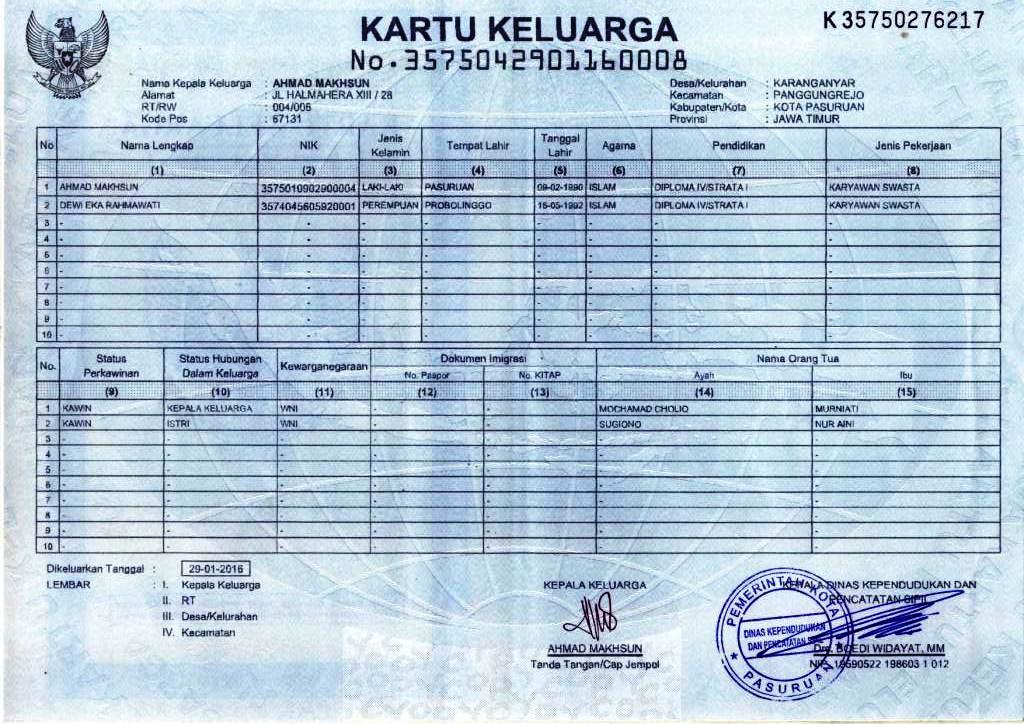 KARTU KELUARGA
K 35750276217
No. 3575042901160008
Nama Kepala Keluarga : AHMAD MAKHSUN
Alamat : JL HALMAHERA XIII / 28
RT/RW : 004/006
Kode Pos : 67131
Desa/Kelurahan : KARANGANYAR
Kecamatan : PANGGUNGREJO
Kabupaten/Kota : KOTA PASURUAN
Provinsi : JAWA TIMUR
No Nama Lengkap NIK Jenis Kelamin Tempat Lahir Tanggal Lahir Agama Pendidikan Jenis Pekerjaan
(1) (2) (3) (4) (5) (6) (7) (8)
1 AHMAD MAKHSUN 3575010902900004 LAKI-LAKI PASURUAN 09-02-1990 ISLAM DIPLOMA IV/STRATA I KARYAWAN SWASTA
2 DEWI EKA RAHMAWATI 3574045605920001 PEREMPUAN PROBOLINGGO 16-05-1992 ISLAM DIPLOMA IV/STRATA I KARYAWAN SWASTA
3 - - - - - - - -
4 - - - - - - - -
5 - - - - - - - -
6 - - - - - - - -
7 - - - - - - - -
8 - - - - - - - -
9 - - - - - - - -
10 - - - - - - - -
No. Status Perkawinan Status Hubungan Dalam Keluarga Kewarganegaraan Dokumen Imigrasi Nama Orang Tua
No. Paspor No. KITAP Ayah Ibu
(9) (10) (11) (12) (13) (14) (15)
1 KAWIN KEPALA KELUARGA WNI - - MOCHAMAD CHOLIO MURNIATI
2 KAWIN ISTRI WNI - - SUGIONO NUR AINI
3 - - - - - - -
4 - - - - - - -
5 - - - - - - -
6 - - - - - - -
7 - - - - - - -
8 - - - - - - -
9 - - - - - - -
10 - - - - - - -
Dikeluarkan Tanggal : 29-01-2016
LEMBAR : I. Kepala Keluarga
II. RT
III. Desa/Kelurahan
IV. Kecamatan
KEPALA KELUARGA
AHMAD MAKHSUN
Tanda Tangan/Cap Jempol
KEPALA DINAS KEPENDUDUKAN DAN
PENCATATAN SIPIL
PEMERINTAH KOTA
DINAS KEPENDUDUKAN
DAN PENCATATAN
PASURUAN
Drs. BOEDI WIDAYAT, MM
NIP. 19590522 198603 1 012